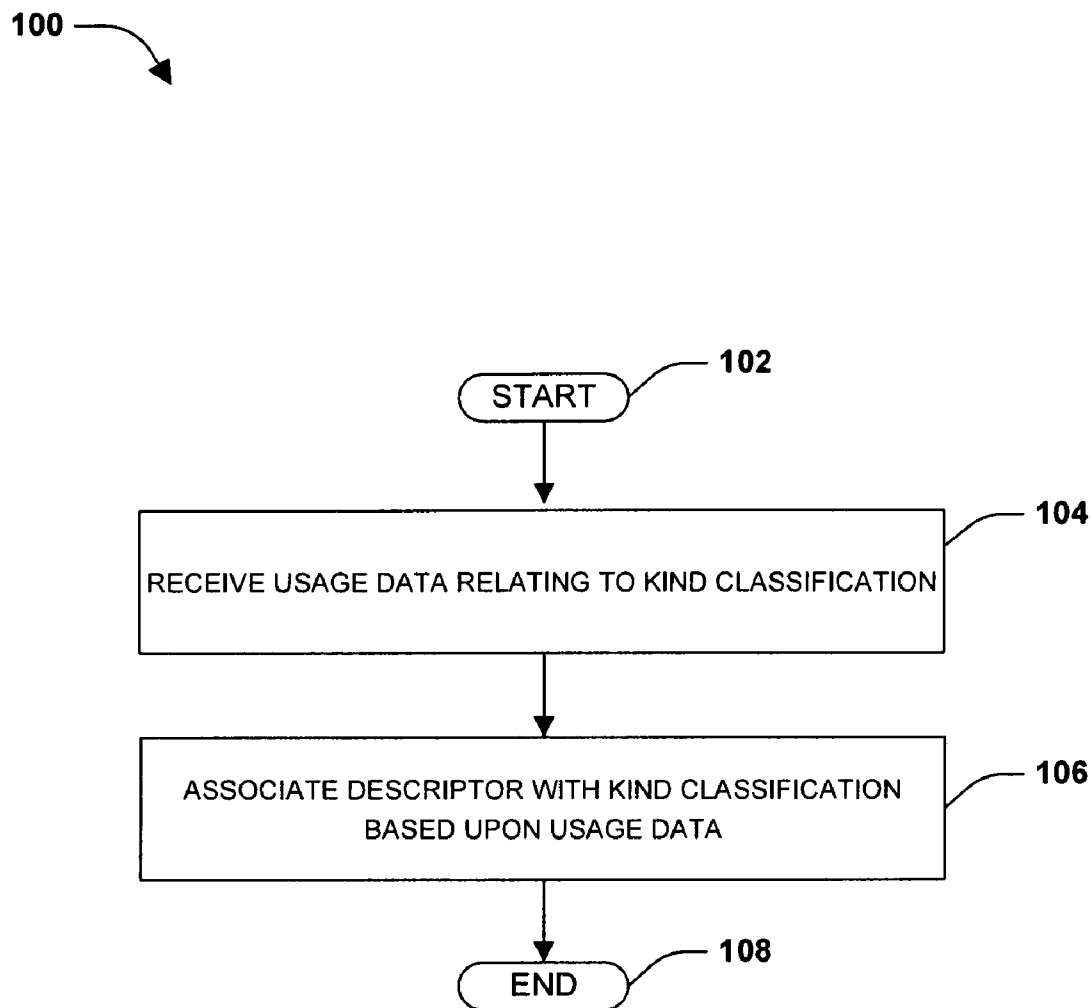 100
102
START
104
RECEIVE USAGE DATA RELATING TO KIND CLASSIFICATION
106
ASSOCIATE DESCRIPTOR WITH KIND CLASSIFICATION
BASED UPON USAGE DATA
108
END